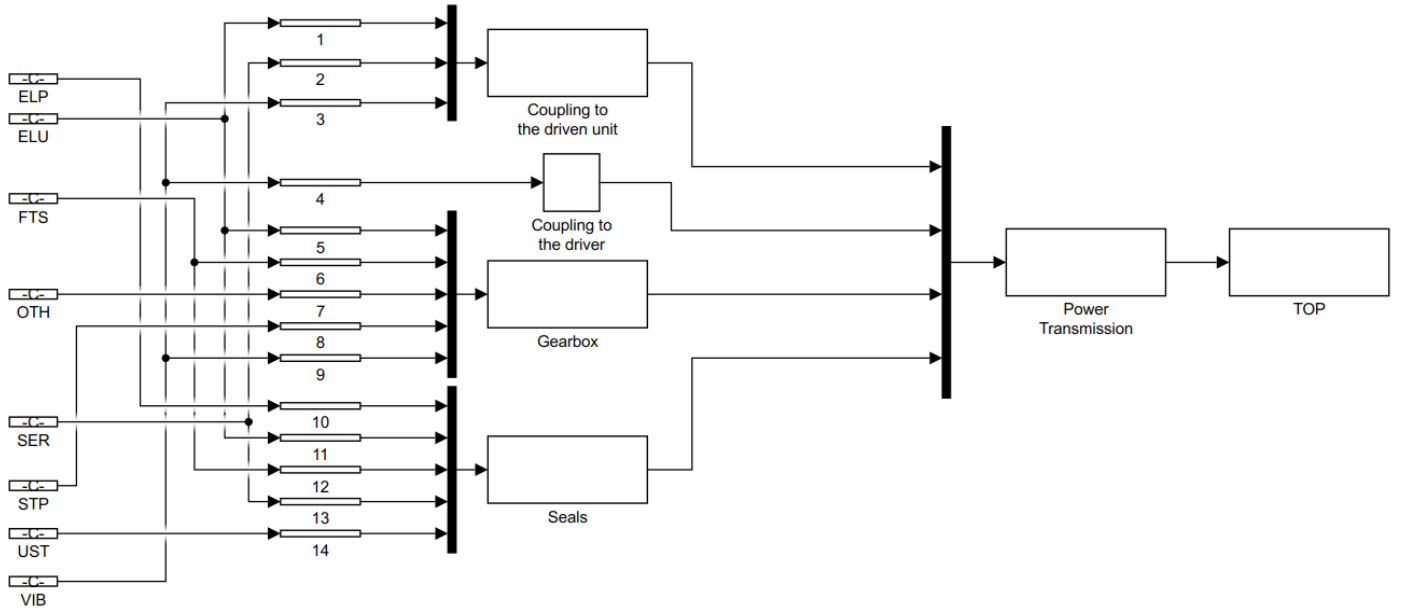 1
-C-
ELP
2
-C-
ELU
3
Coupling to
the driven unit
-C-
FTS
4
Coupling to
the driver
5
6
-C-
OTH
7
8
9
Gearbox
Power
Transmission
TOP
10
-C-
SER
11
12
-C-
STP
13
Seals
-C-
UST
14
-C-
VIB